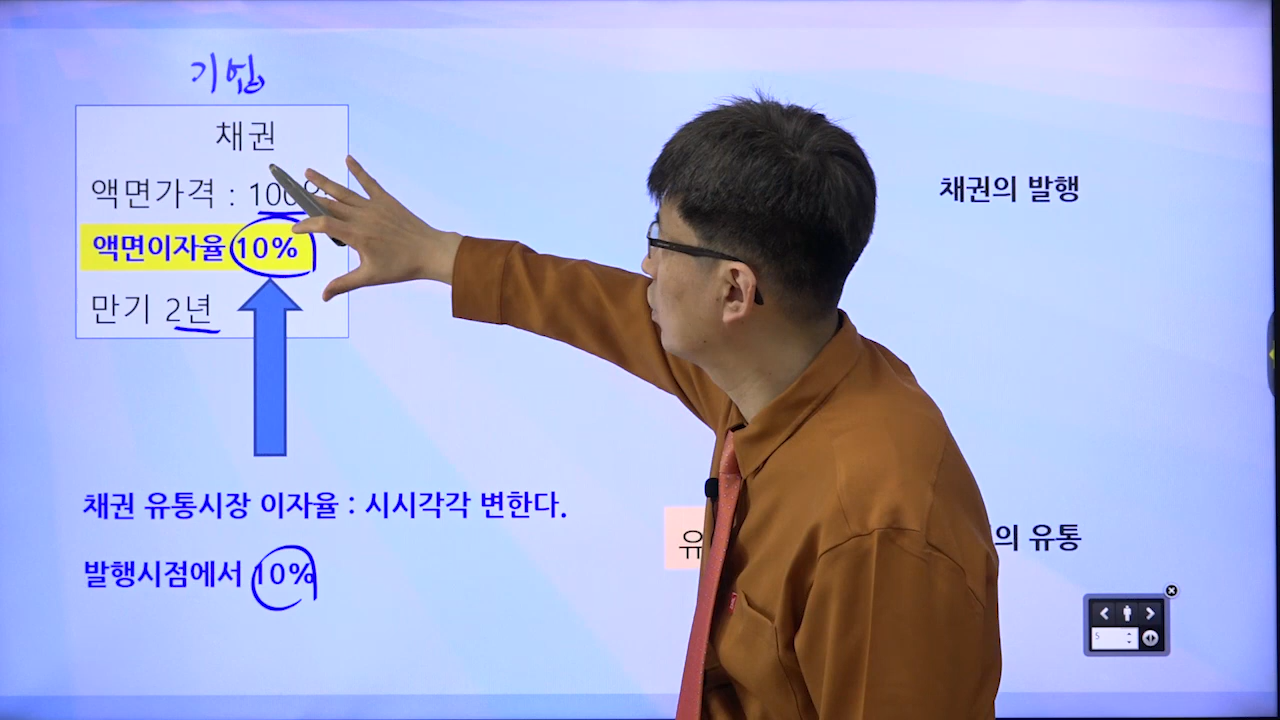 기업
채권
액면가격 : 100
액면이자율 10%
만기 2년
채권 유통시장 이자율 : 시시각각 변한다.
발행시점에서 10%
채권의 발행
유
의 유통
5